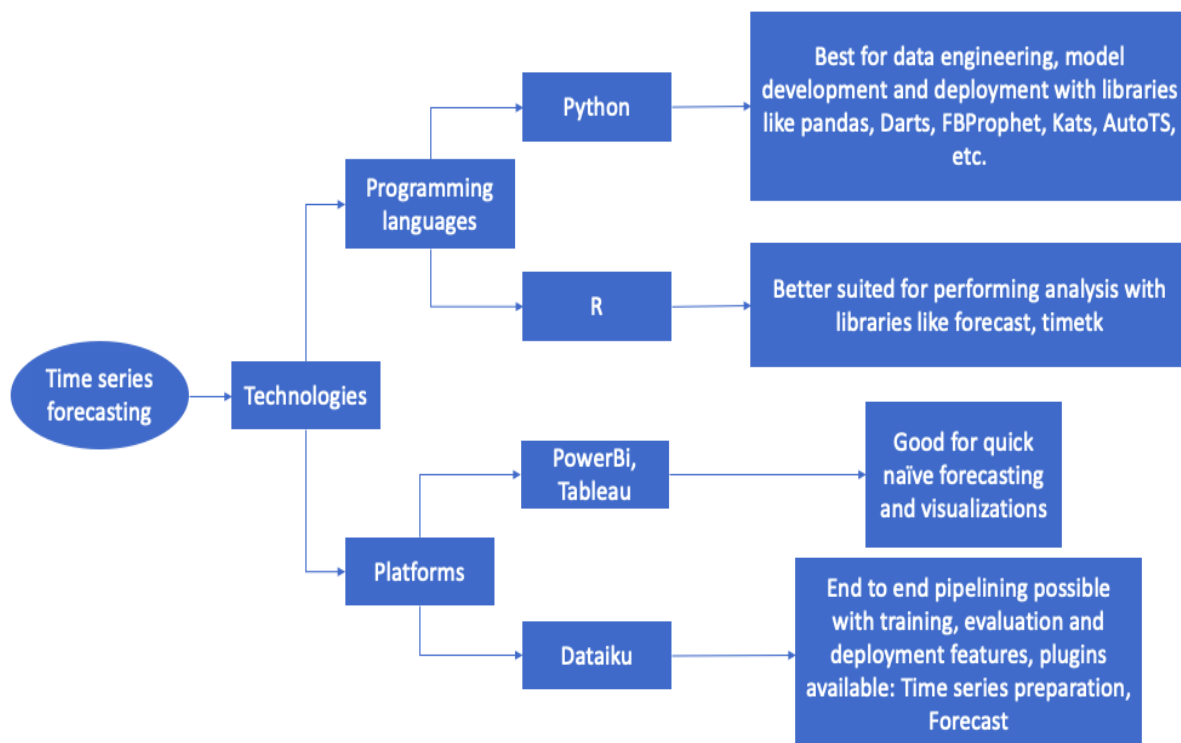 Time series
forecasting
Technologies
Programming
languages
Python
Best for data engineering, model
development and deployment with libraries
like pandas, Darts, FBProphet, Kats, AutoTS,
etc.
R
Better suited for performing analysis with
libraries like forecast, timetk
Platforms
PowerBi,
Tableau
Good for quick
naïve forecasting
and visualizations
Dataiku
End to end pipelining possible
with training, evaluation and
deployment features, plugins
available: Time series preparation,
Forecast